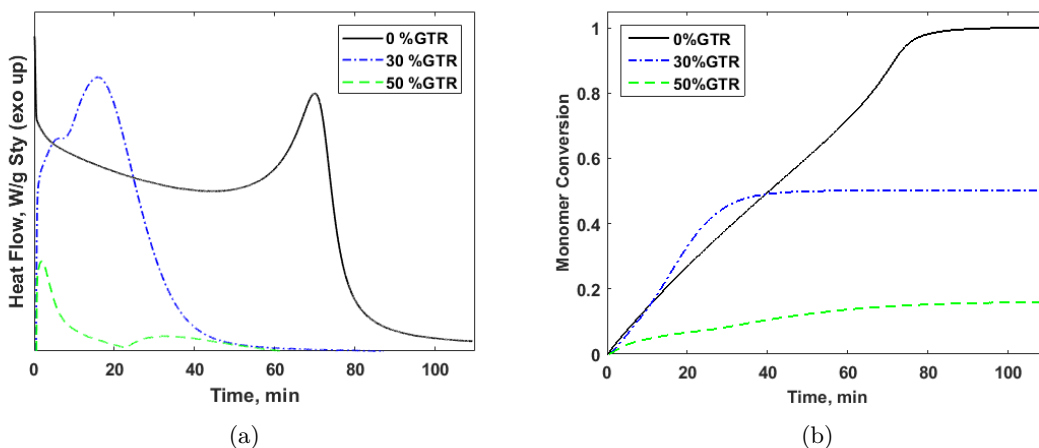 Heat Flow, W/g Sty (exo up)
0 %GTR
30 %GTR
50 %GTR
0 20 40 60 80 100
Time, min
(a)
Monomer Conversion
1
0.8
0.6
0.4
0.2
0
0%GTR
30%GTR
50%GTR
0 20 40 60 80 100
Time, min
(b)